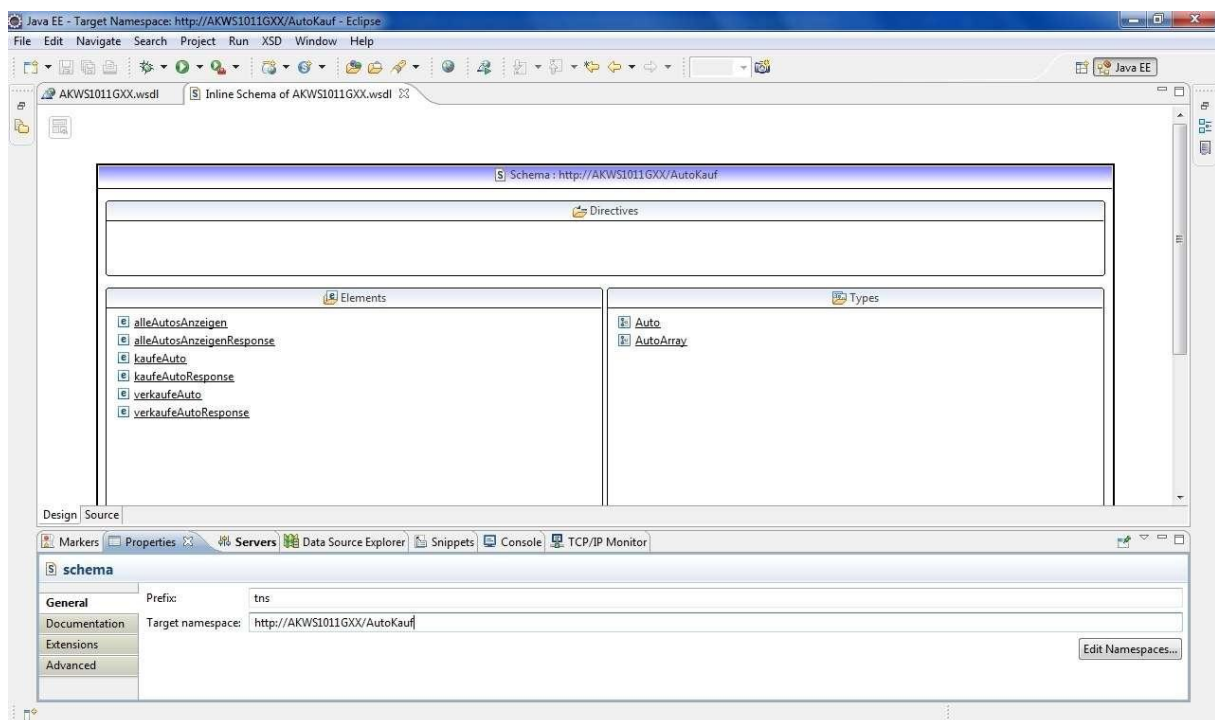 Java EE - Target Namespace: http://AKWS1011GXX/AutoKauf - Eclipse
File Edit Navigate Search Project Run XSD Window Help
Java EE
AKWS1011GXX.wsdl
Inline Schema of AKWS1011GXX.wsdl
Schema : http://AKWS1011GXX/AutoKauf
Directives
Elements
Types
alleAutosAnzeigen
alleAutosAnzeigenResponse
kaufeAuto
kaufeAutoResponse
verkaufeAuto
verkaufeAutoResponse
Auto
AutoArray
Design Source
Markers Properties Servers Data Source Explorer Snippets Console TCP/IP Monitor
schema
General
Documentation
Extensions
Advanced
Prefix: tns
Target namespace: http://AKWS1011GXX/AutoKauf
Edit Namespaces...